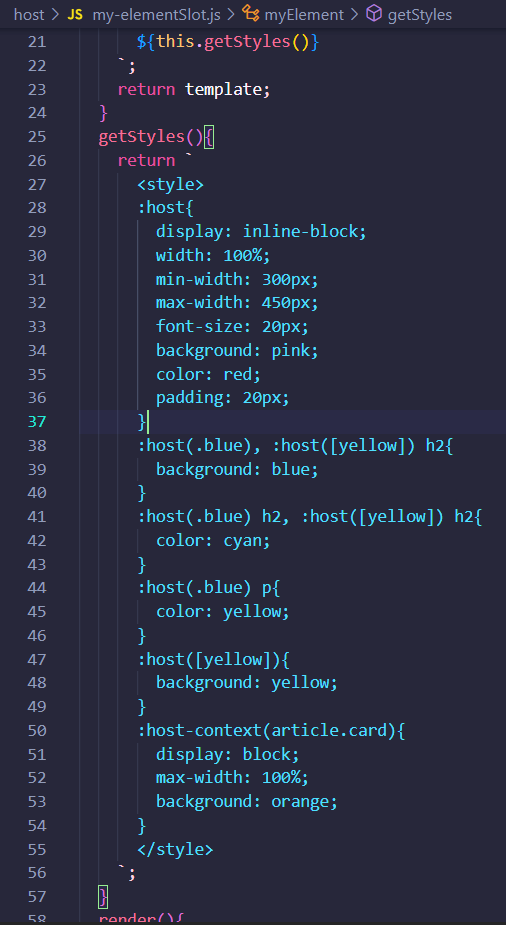 host > JS my-elementSlot.js > myElement > getStyles
21 ${this.getStyles()}
22 `;
23 return template;
24 }
25 getStyles(){
26 return `
27 <style>
28 :host{
29 display: inline-block;
30 width: 100%;
31 min-width: 300px;
32 max-width: 450px;
33 font-size: 20px;
34 background: pink;
35 color: red;
36 padding: 20px;
37 }
38 :host(.blue), :host([yellow]) h2{
39 background: blue;
40 }
41 :host(.blue) h2, :host([yellow]) h2{
42 color: cyan;
43 }
44 :host(.blue) p{
45 color: yellow;
46 }
47 :host([yellow]){
48 background: yellow;
49 }
50 :host-context(article.card){
51 display: block;
52 max-width: 100%;
53 background: orange;
54 }
55 </style>
56 `;
57 }
58 render(){